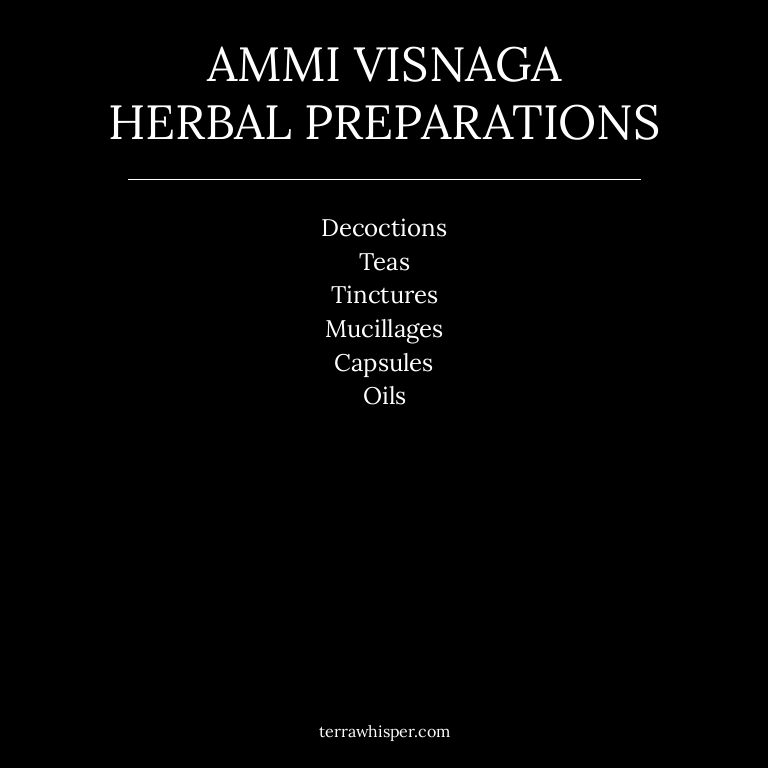 AMMI VISNAGA
HERBAL PREPARATIONS
Decoctions
Teas
Tinctures
Mucillages
Capsules
Oils
terrawhisper.com